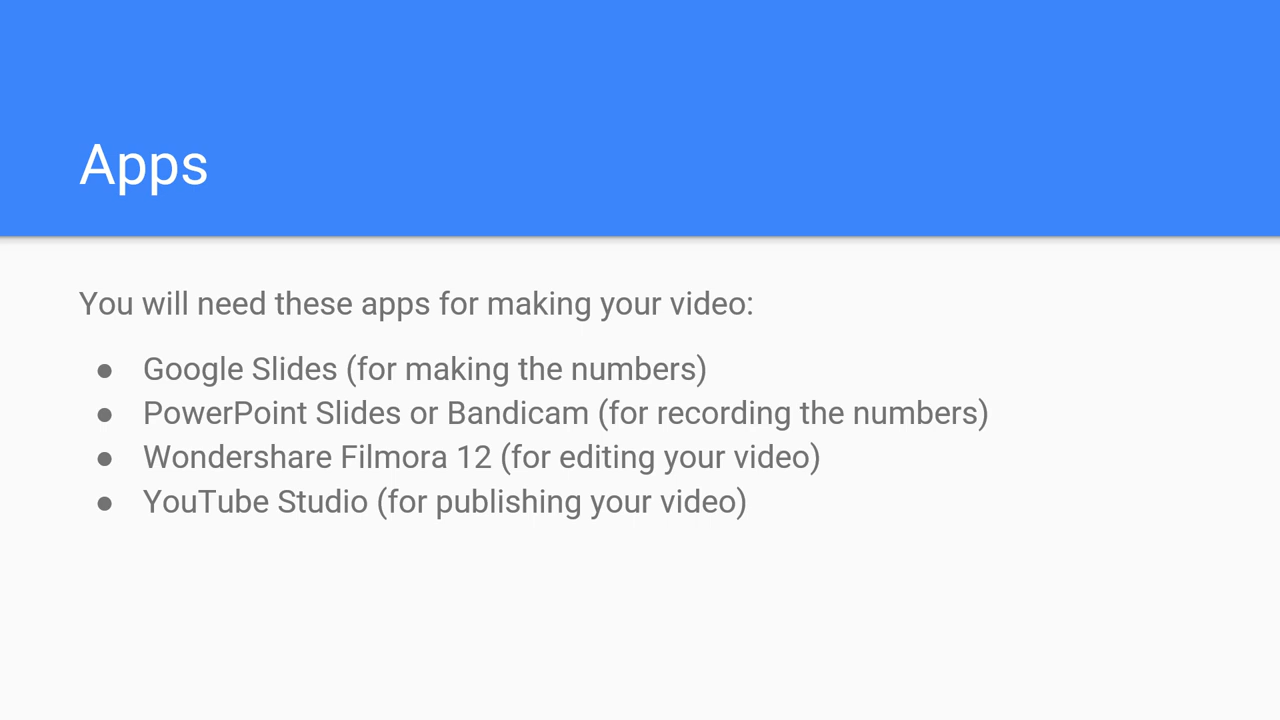 Apps
You will need these apps for making your video:
● Google Slides (for making the numbers)
● PowerPoint Slides or Bandicam (for recording the numbers)
● Wondershare Filmora 12 (for editing your video)
● YouTube Studio (for publishing your video)